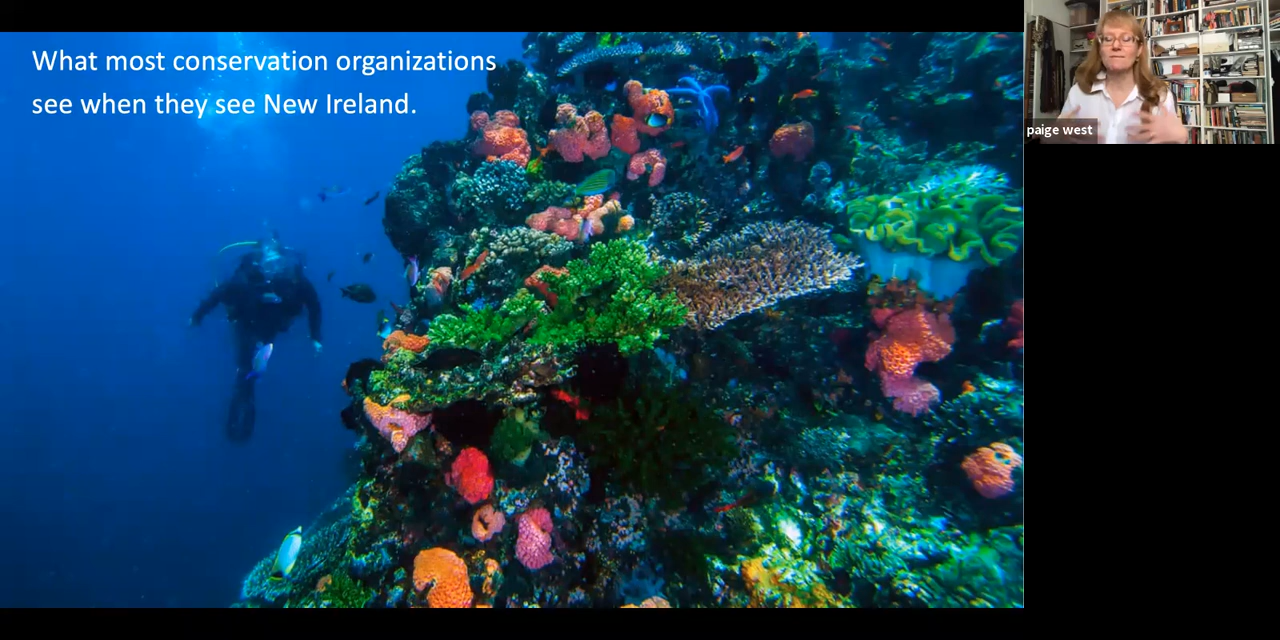 What most conservation organizations
see when they see New Ireland.
paige west